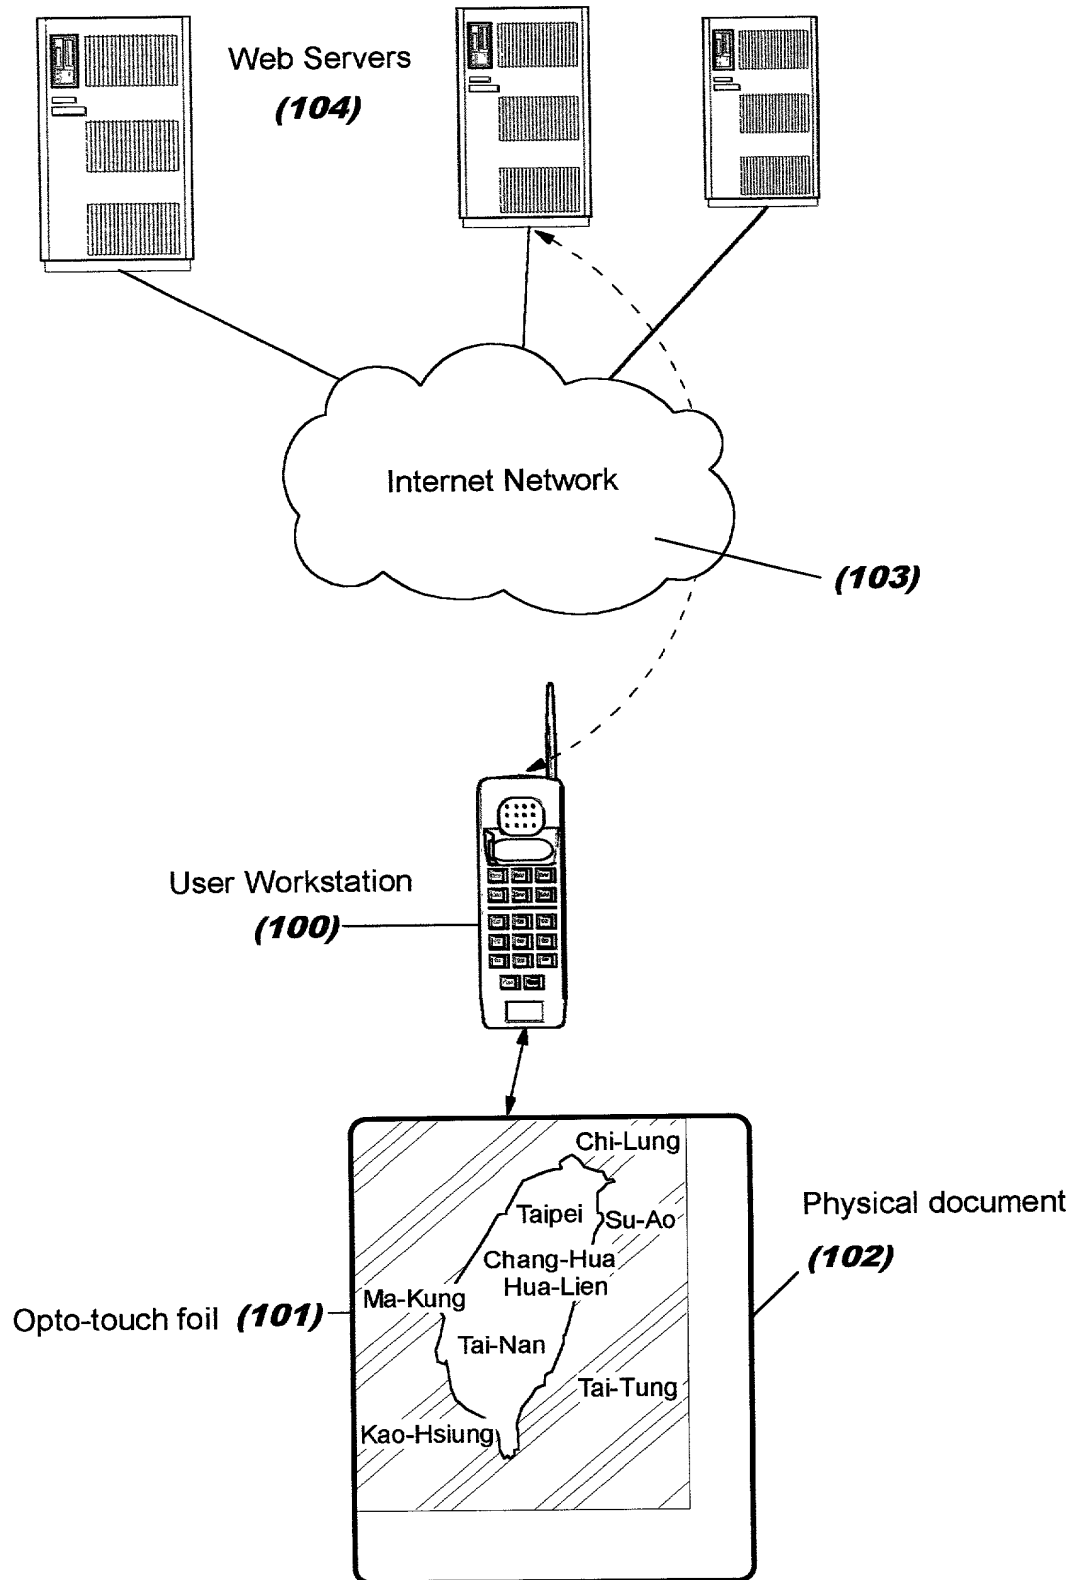 Web Servers
(104)
Internet Network
(103)
User Workstation
(100)
Chi-Lung
Taipei
Su-Ao
Physical document
(102)
Chang-Hua
Hua-Lien
Ma-Kung
Opto-touch foil (101)
Tai-Nan
Tai-Tung
Kao-Hsiung